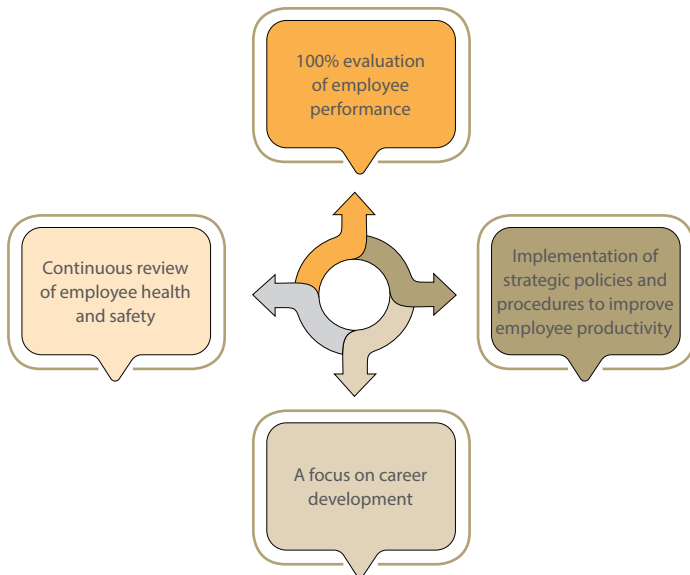 100% evaluation
of employee
performance
Continuous review
of employee health
and safety
Implementation of
strategic policies and
procedures to improve
employee productivity
A focus on career
development